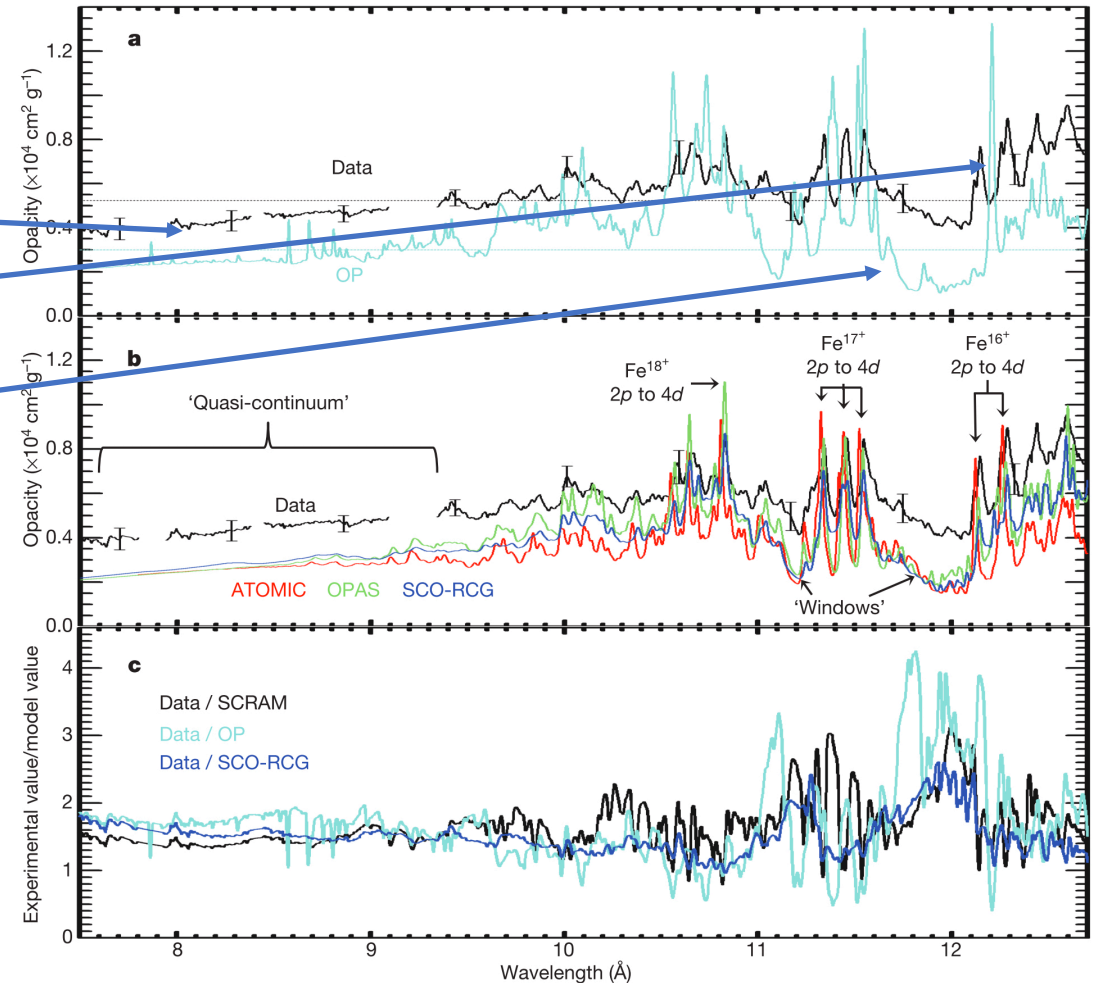 a
1.2
0.8
0.4
0.0
Opacity (×10⁴ cm² g⁻¹)
Data
OP
b
1.2
0.8
0.4
0.0
Opacity (×10⁴ cm² g⁻¹)
'Quasi-continuum'
Data
ATOMIC OPAS SCO-RCG
Fe¹⁸⁺
2p to 4d
Fe¹⁷⁺
2p to 4d
Fe¹⁶⁺
2p to 4d
'Windows'
c
4
3
2
1
0
Experimental value/model value
Data / SCRAM
Data / OP
Data / SCO-RCG
8 9 10 11 12
Wavelength (Å)